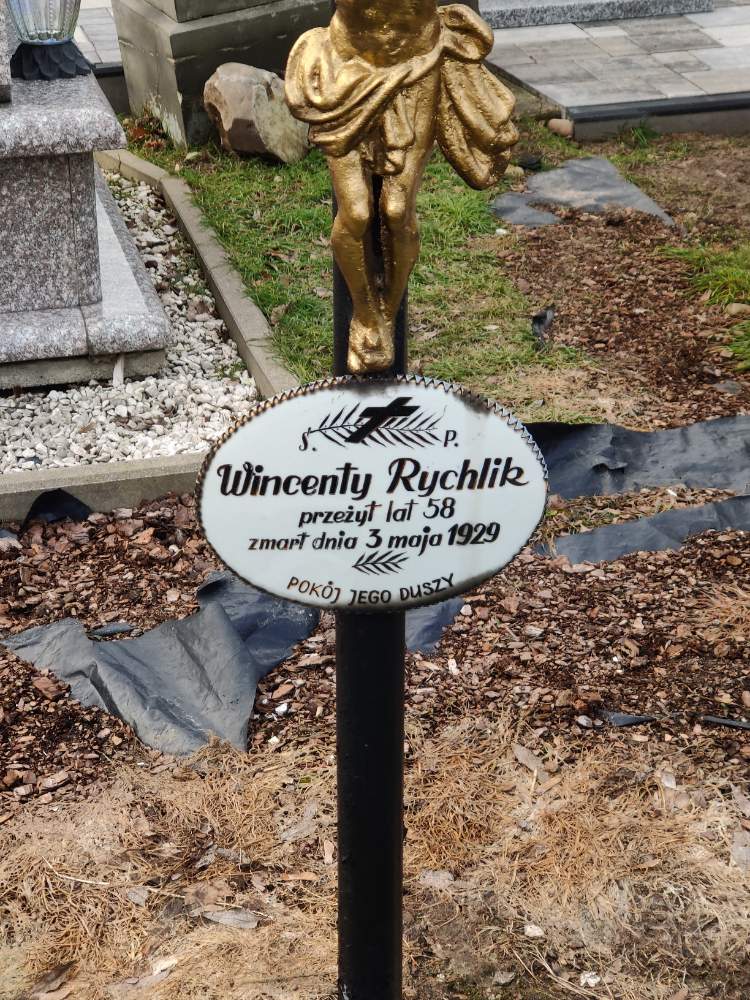 Ś. P.
Wincenty Rychlik
przeżył lat 58
zmarł dnia 3 maja 1929
POKÓJ JEGO DUSZY